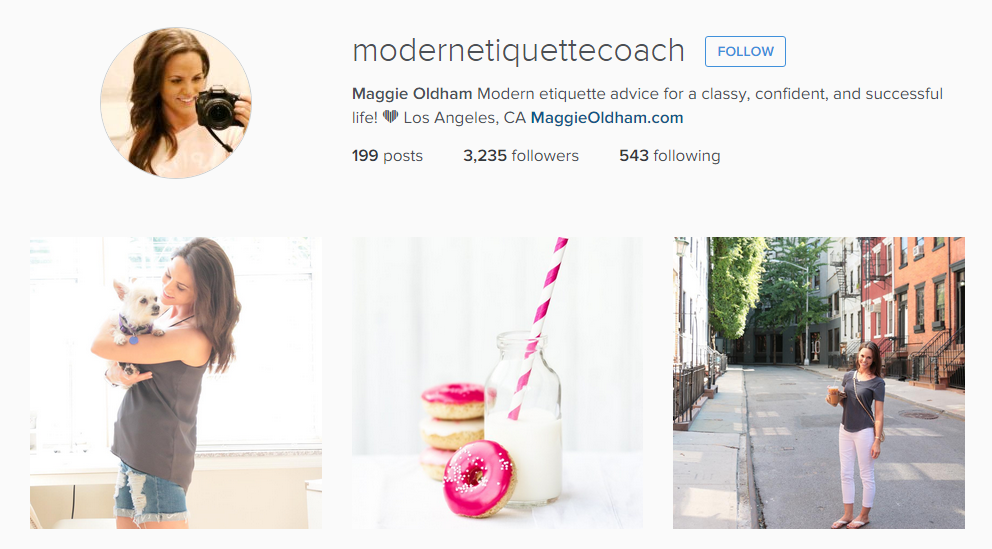 modernetiquettecoach FOLLOW
Maggie Oldham Modern etiquette advice for a classy, confident, and successful
life! Los Angeles, CA MaggieOldham.com
199 posts 3,235 followers 543 following